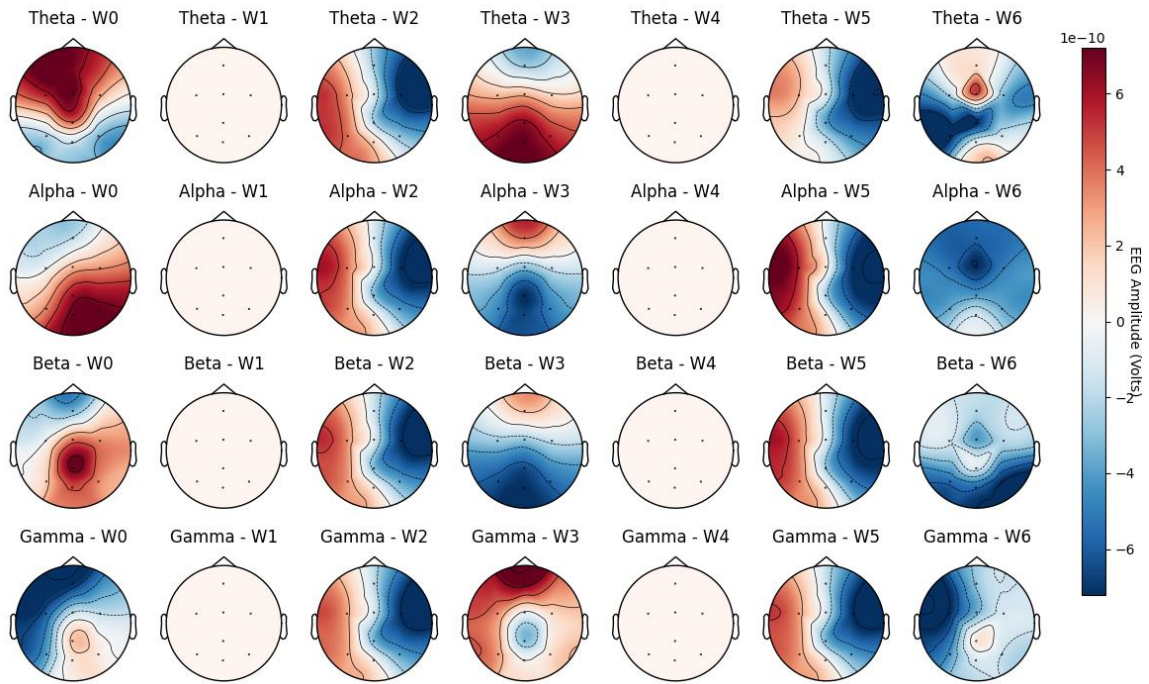 Theta - W0 Theta - W1 Theta - W2 Theta - W3 Theta - W4 Theta - W5 Theta - W6
1e−10
6
4
Alpha - W0 Alpha - W1 Alpha - W2 Alpha - W3 Alpha - W4 Alpha - W5 Alpha - W6
2
0
EEG Amplitude (Volts)
Beta - W0 Beta - W1 Beta - W2 Beta - W3 Beta - W4 Beta - W5 Beta - W6
−2
−4
Gamma - W0 Gamma - W1 Gamma - W2 Gamma - W3 Gamma - W4 Gamma - W5 Gamma - W6
−6